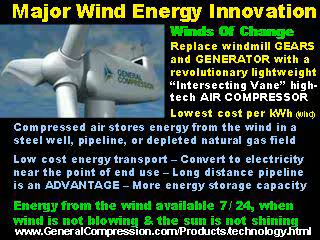 Major Wind Energy Innovation
Winds Of Change
Replace windmill GEARS
and GENERATOR with a
revolutionary lightweight
"Intersecting Vane" high-
tech AIR COMPRESSOR
Lowest cost per kWh (Wind)
GENERAL
COMPRESSION
Compressed air stores energy from the wind in a
steel well, pipeline, or depleted natural gas field
Low cost energy transport – Convert to electricity
near the point of end use – Long distance pipeline
is an ADVANTAGE – More energy storage capacity
Energy from the wind available 7/24, when
wind is not blowing & the sun is not shining
www.GeneralCompression.com/Products/technology.html